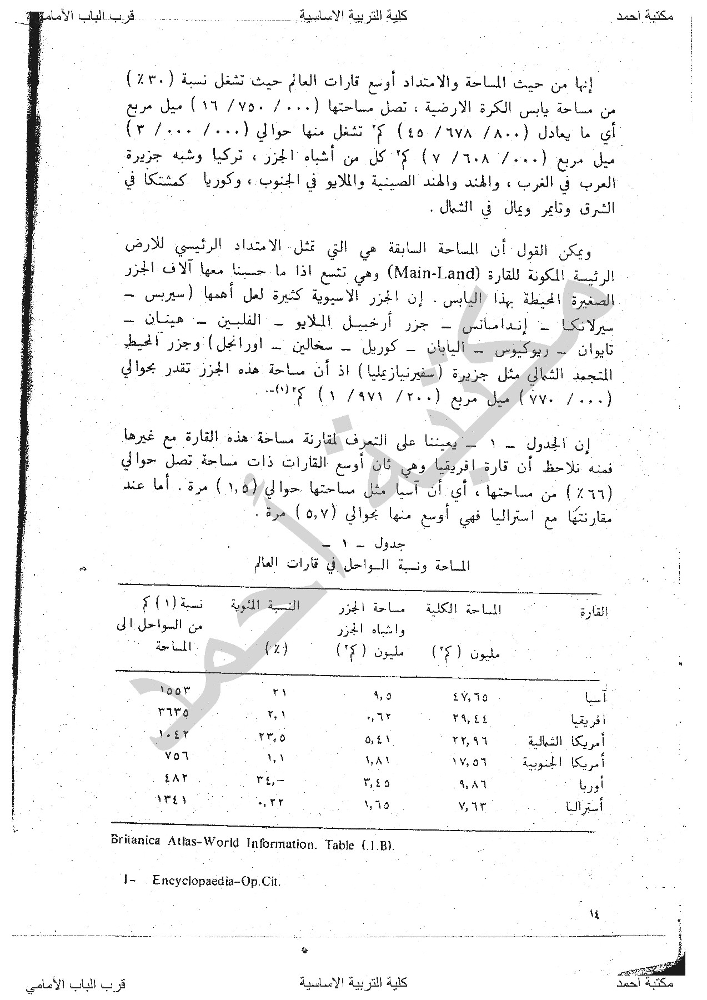 مكتبة احمد كلية التربية الاساسية قرب الباب الأمامي
إنها من حيث المساحة والامتداد أوسع قارات العالم حيث تشغل نسبة (٣٠٪)
من مساحة يابس الكرة الارضية ، تصل مساحتها (٠٠٠/ ٧٥٠/ ١٦) ميل مربع
أي ما يعادل (٨٠٠/ ٦٧٨/ ٤٥) كم٢ تشغل منها حوالي (٠٠٠/ ٠٠٠/ ٣)
ميل مربع (٠٠٠/ ٦٠٨/ ٧) كم٢ كل من أشباه الجزر ، تركيا وشبه جزيرة
العرب في الغرب ، والهند والهند الصينية والملايو في الجنوب ، وكوريا كمشتكا في
الشرق وتايمر ويمال في الشمال .
ويمكن القول أن المساحة السابقة هي التي تمثل الامتداد الرئيسي للارض
الرئيسة المكونة للقارة (Main-Land) وهي تتسع اذا ما حسبنا معها آلاف الجزر
الصغيرة المحيطة بهذا اليابس . إن الجزر الاسيوية كثيرة لعل أهمها (سيربس –
سيرلانكا – إندامانس – جزر أرخبيل الملايو – الفلبين – هينان –
تايوان – ريوكيوس – اليابان – كوريل – سخالين – اورانجل) وجزر المحيط
المتجمد الشمالي مثل جزيرة (سفيرنيازيمليا) اذ أن مساحة هذه الجزر تقدر بحوالي
(٠٠٠/ ٧٧٠) ميل مربع (٢٠٠/ ٩٧١/ ١) كم٢ (١).
إن الجدول – ١ – يعيننا على التعرف لمقارنة مساحة هذه القارة مع غيرها
فمنه نلاحظ أن قارة افريقيا وهي ثان أوسع القارات ذات مساحة تصل حوالي
(٦٦٪) من مساحتها ، أي أن آسيا مثل مساحتها حوالي (١,٥) مرة . أما عند
مقارنتها مع استراليا فهي أوسع منها بحوالي (٥,٧) مرة .
جدول – ١ –
المساحة ونسبة السواحل في قارات العالم
القارة المساحة الكلية مساحة الجزر النسبة المئوية نسبة (١) كم
واشباه الجزر من السواحل الى
مليون (كم٢) مليون (كم٢) (٪) المساحة
آسيا ٤٧,٦٥ ٩,٥ ٢١ ١٥٥٣
افريقيا ٢٩,٤٤ ٠,٦٢ ٢,١ ٣٦٣٥
أمريكا الشمالية ٢٢,٩٦ ٥,٤١ ٢٣,٥ ١٠٤٢
أمريكا الجنوبية ١٧,٥٦ ١,٨١ ١,١ ٧٥٦
أوربا ٩,٨٦ ٣,٤٥ ٣٤,– ٤٨٢
أستراليا ٧,٦٣ ١,٦٥ ٠,٢٢ ١٣٤١
Britanica Atlas-World Information. Table (.1.B).
1- Encyclopaedia-Op.Cit.
١٤
مكتبة احمد كلية التربية الاساسية قرب الباب الأمامي
مكتبة أحمد